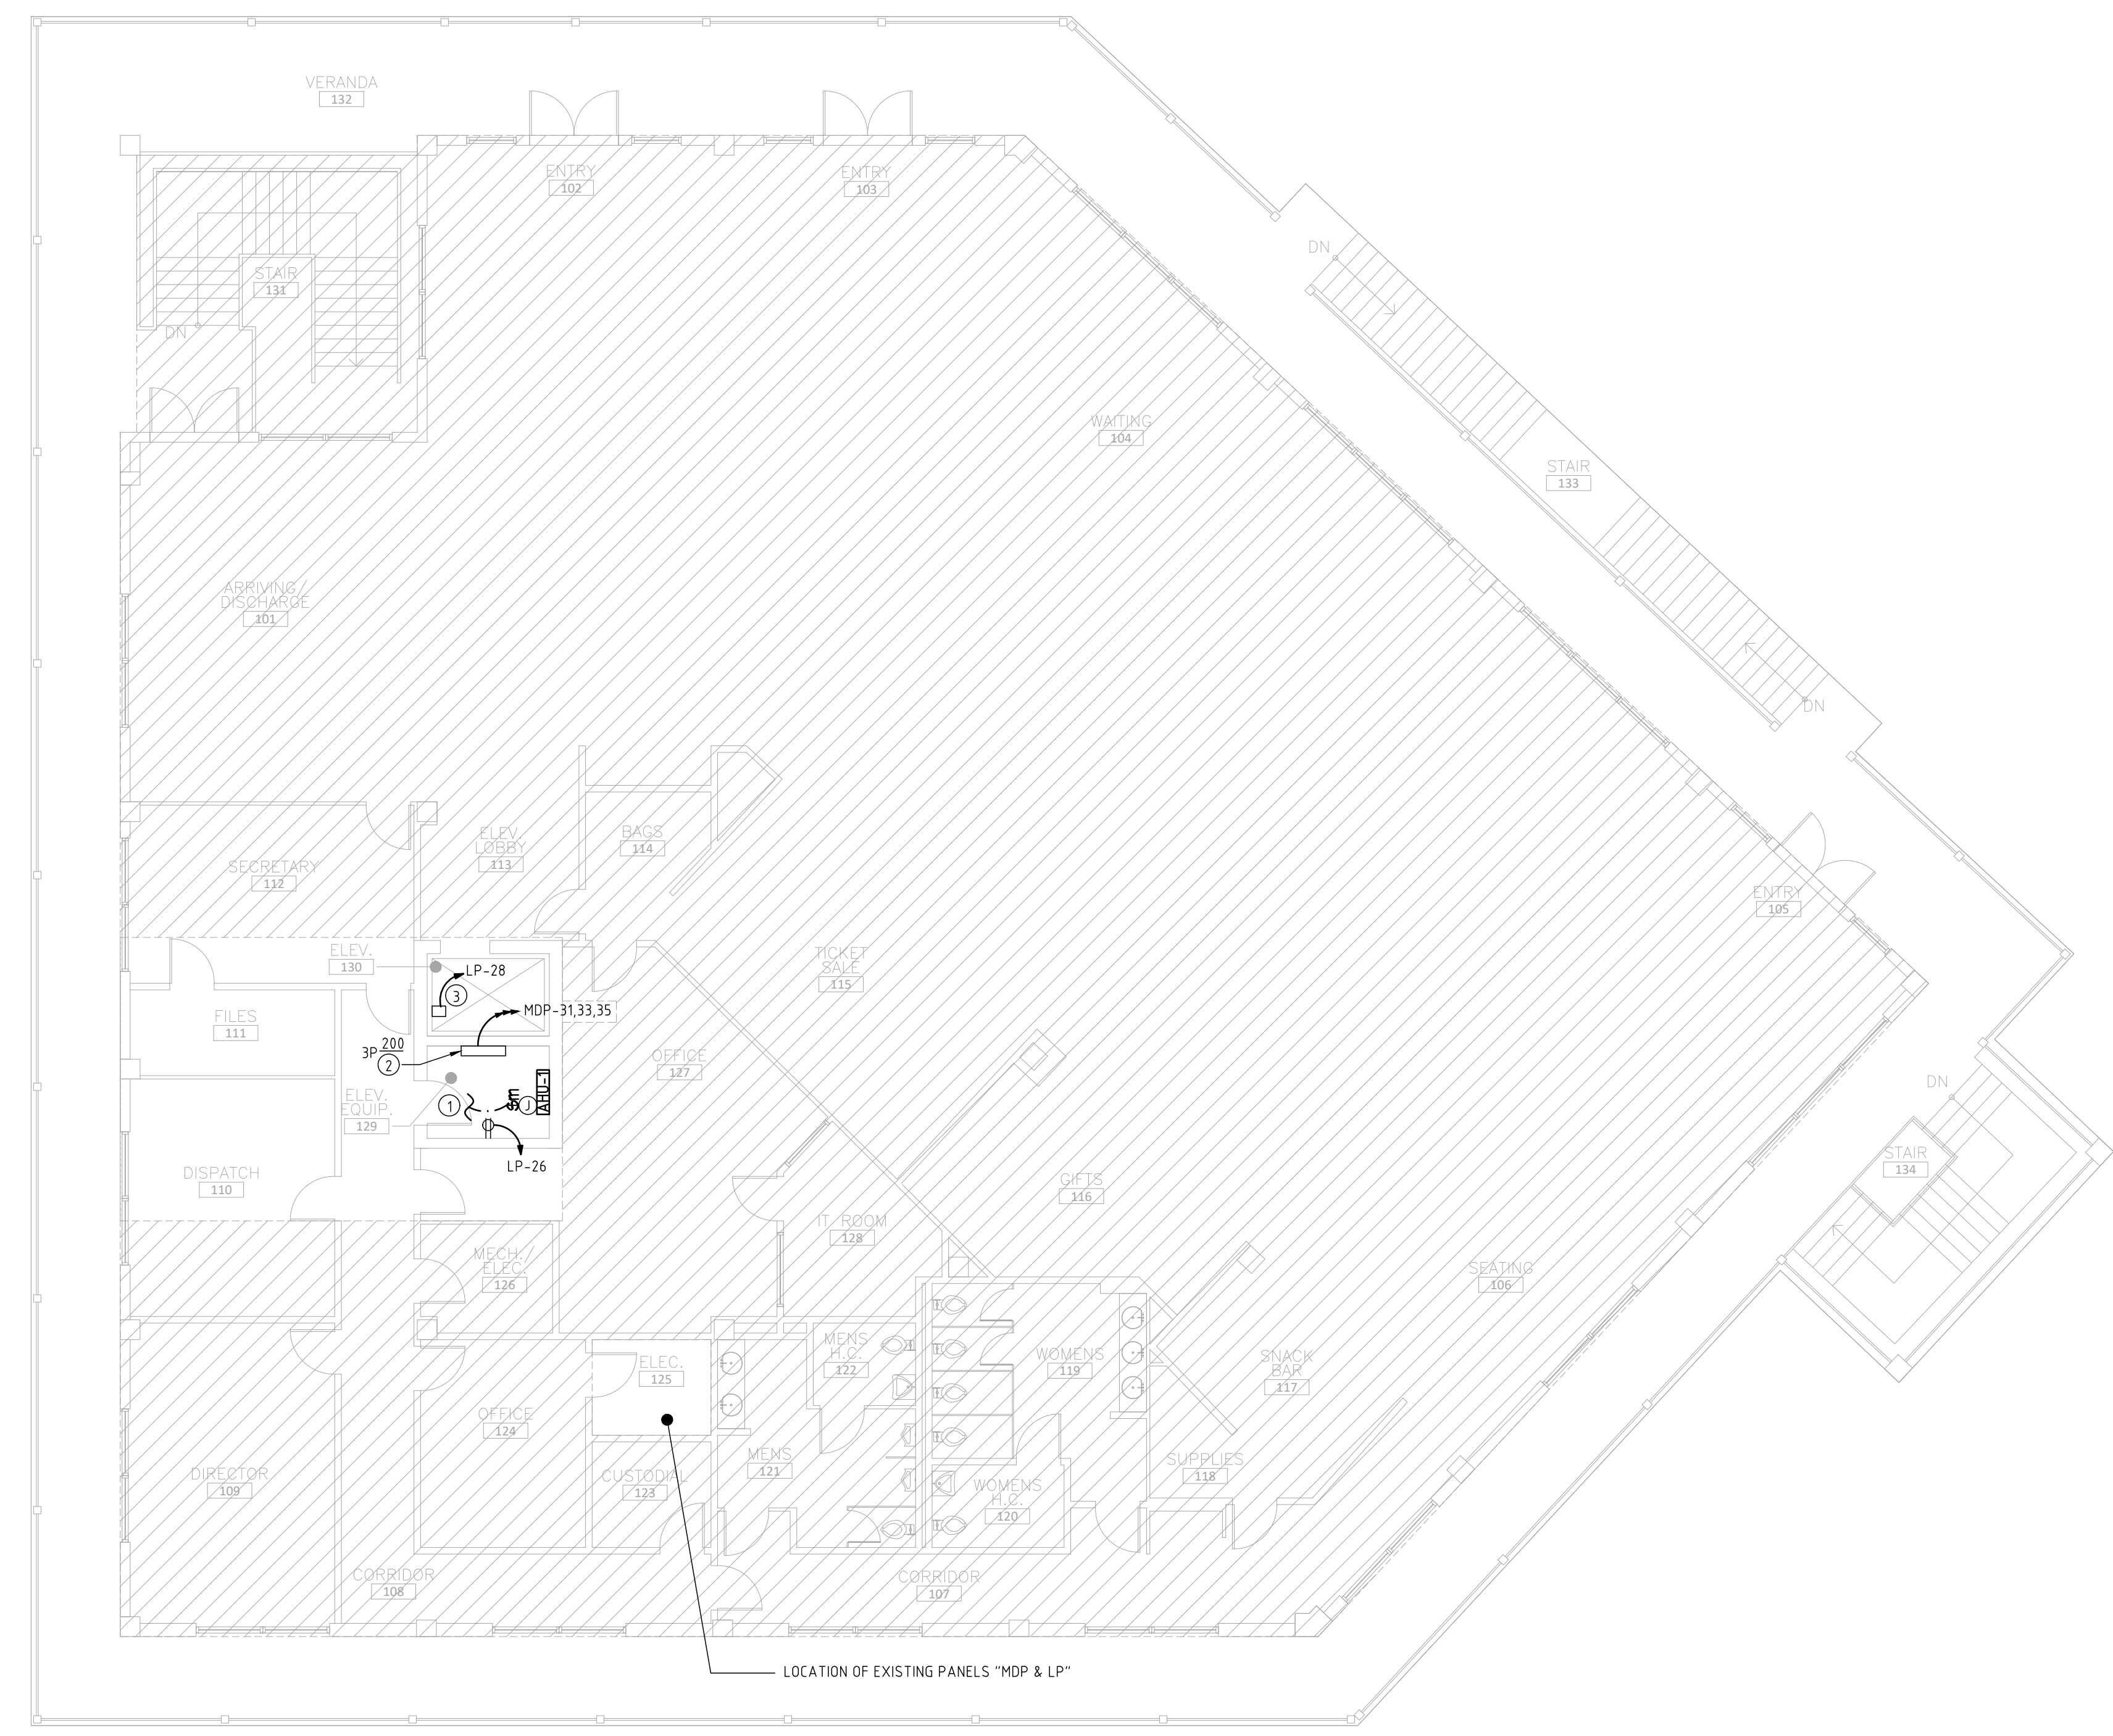 VERANDA
132
ENTRY
102
ENTRY
103
DN
STAIR
131
DN
WAITING
104
STAIR
133
ARRIVING/
DISCHARGE
101
DN
BAGS
114
ELEV.
LOBBY
113
SECRETARY
112
ENTRY
105
ELEV.
130
LP-28
3
TICKET
SALE
115
MDP-31,33,35
FILES
111
3P 200
2
OFFICE
127
AHU-1
$m
J
1
ELEV.
EQUIP.
129
DN
LP-26
STAIR
134
DISPATCH
110
GIFTS
116
IT ROOM
128
MECH./
ELEC.
126
SEATING
106
MENS
H.C.
122
WOMENS
119
SNACK
BAR
117
ELEC.
125
OFFICE
124
MENS
121
SUPPLIES
118
DIRECTOR
109
CUSTODIAL
123
WOMENS
H.C.
120
CORRIDOR
108
CORRIDOR
107
LOCATION OF EXISTING PANELS "MDP & LP"